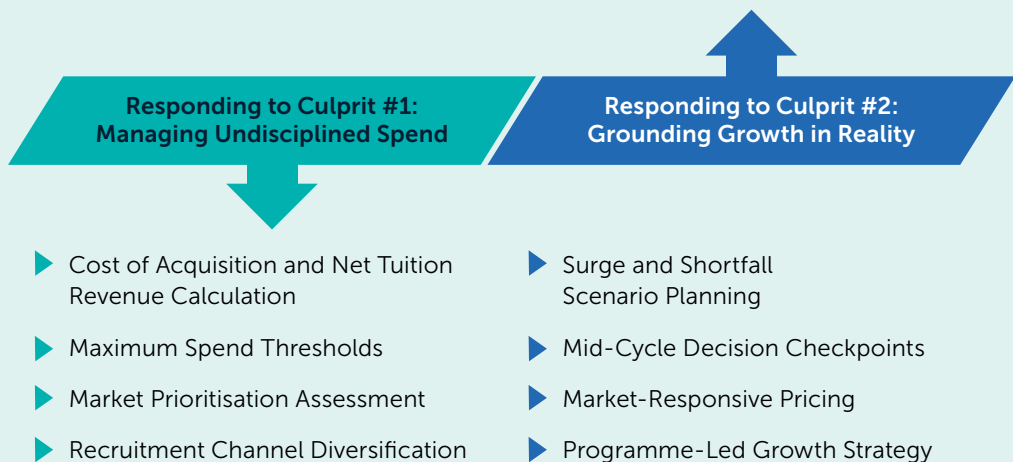 Responding to Culprit #1:
Managing Undisciplined Spend
Cost of Acquisition and Net Tuition
Revenue Calculation
Maximum Spend Thresholds
Market Prioritisation Assessment
Recruitment Channel Diversification
Responding to Culprit #2:
Grounding Growth in Reality
Surge and Shortfall
Scenario Planning
Mid-Cycle Decision Checkpoints
Market-Responsive Pricing
Programme-Led Growth Strategy